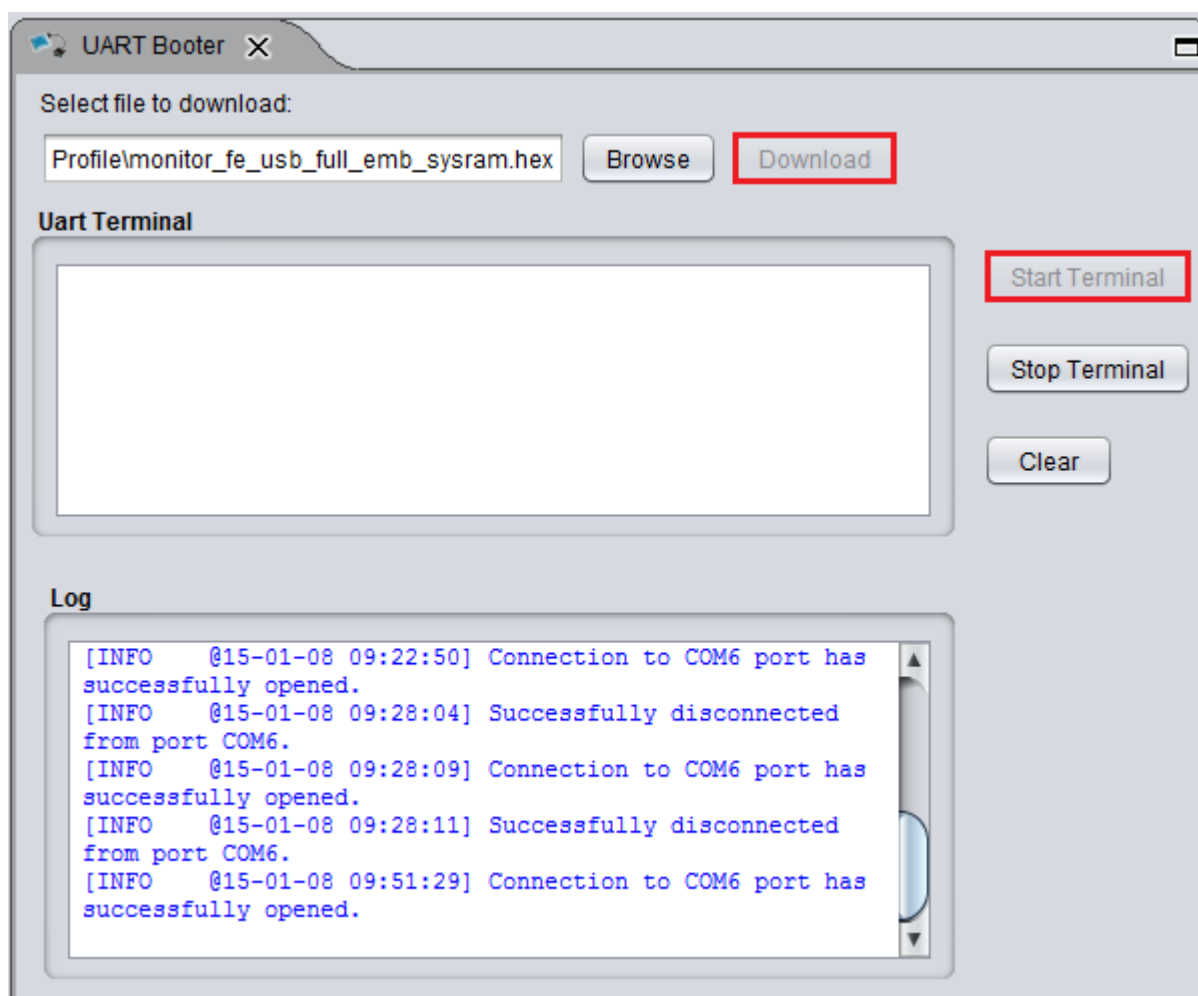 UART Booter
Select file to download:
Profile\monitor_fe_usb_full_emb_sysram.hex Browse Download
Uart Terminal
Start Terminal
Stop Terminal
Clear
Log
[INFO @15-01-08 09:22:50] Connection to COM6 port has
successfully opened.
[INFO @15-01-08 09:28:04] Successfully disconnected
from port COM6.
[INFO @15-01-08 09:28:09] Connection to COM6 port has
successfully opened.
[INFO @15-01-08 09:28:11] Successfully disconnected
from port COM6.
[INFO @15-01-08 09:51:29] Connection to COM6 port has
successfully opened.